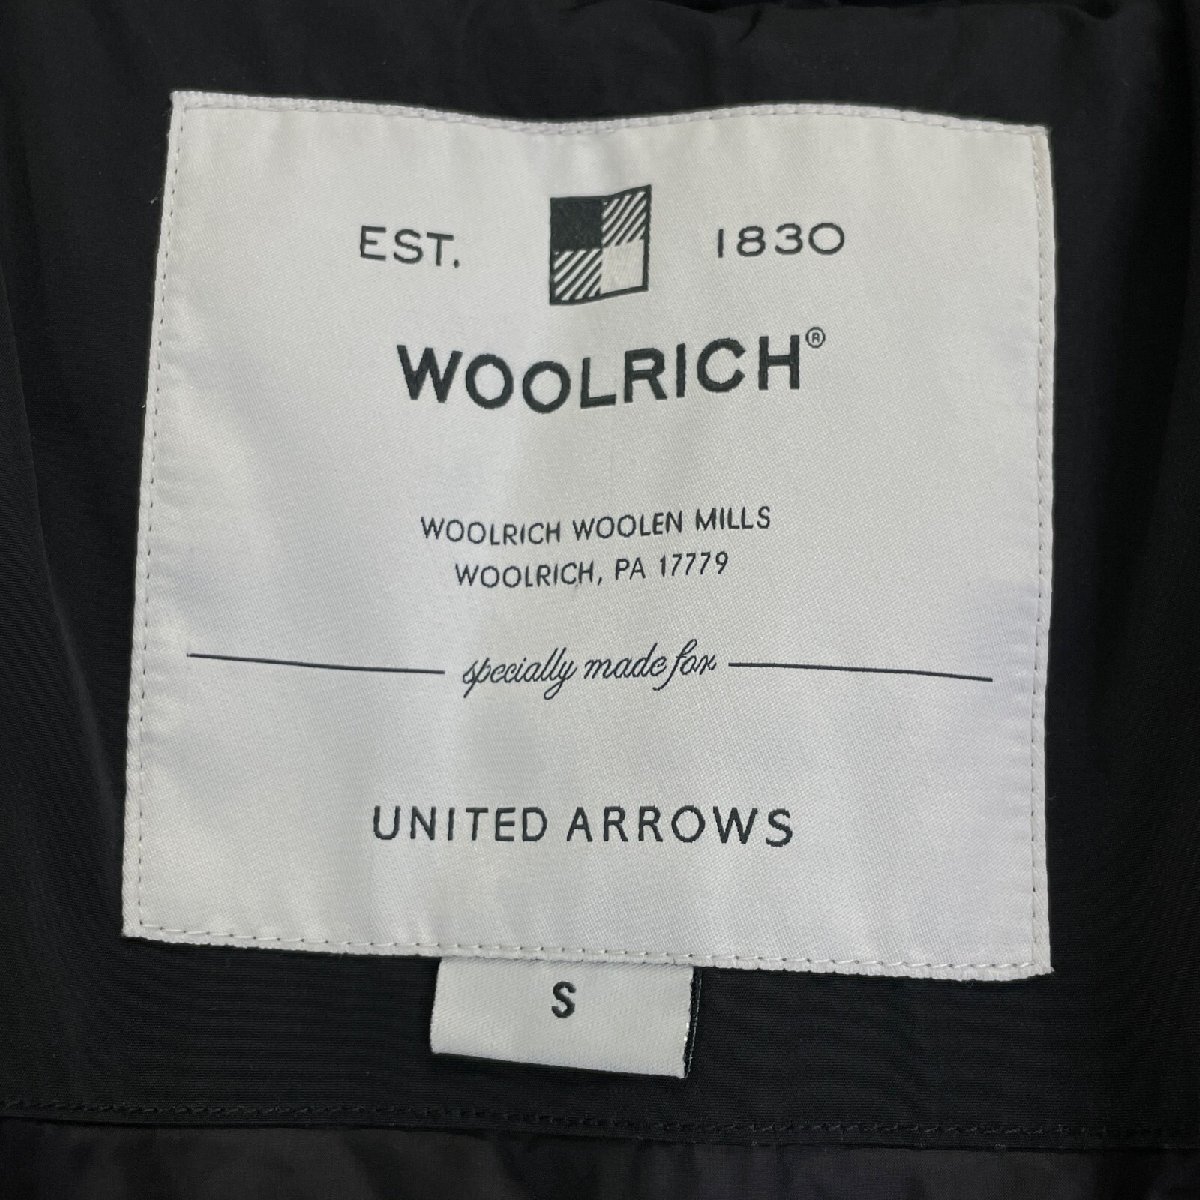 EST. 1830
WOOLRICH®
WOOLRICH WOOLEN MILLS
WOOLRICH, PA 17779
specially made for
UNITED ARROWS
S